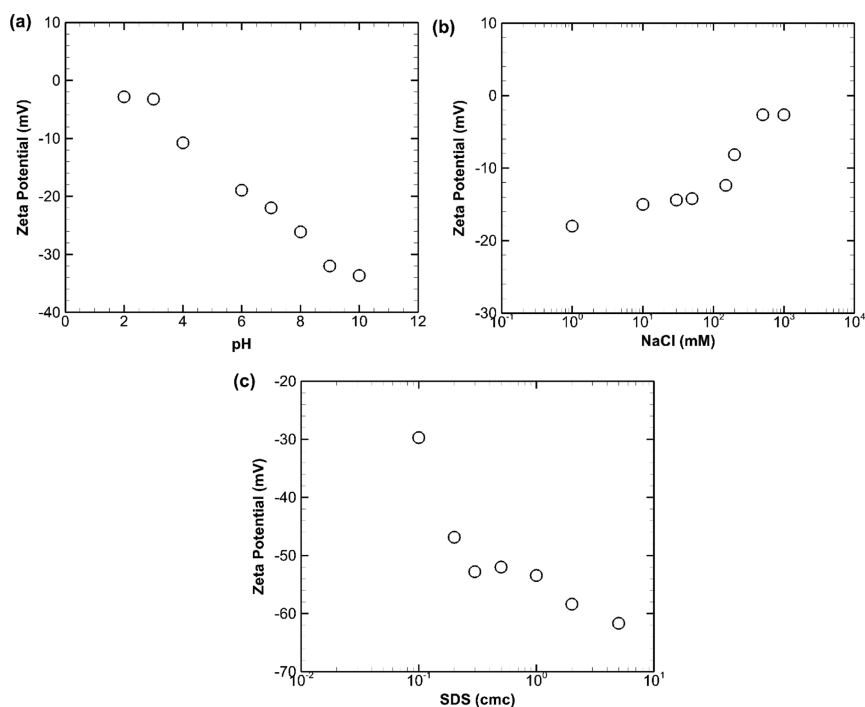 (a)
10
0
-10
-20
-30
-40
Zeta Potential (mV)
0 2 4 6 8 10 12
pH
(b)
10
0
-10
-20
-30
Zeta Potential (mV)
10⁻¹ 10⁰ 10¹ 10² 10³ 10⁴
NaCl (mM)
(c)
-20
-30
-40
-50
-60
-70
Zeta Potential (mV)
10⁻² 10⁻¹ 10⁰ 10¹
SDS (cmc)